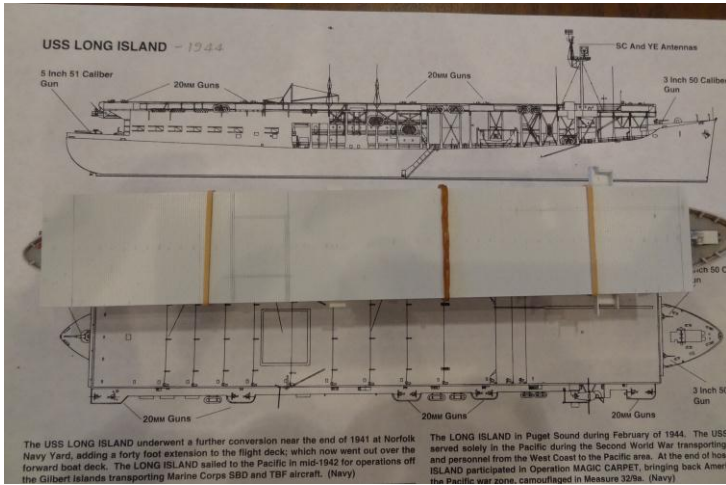 USS LONG ISLAND - 1944
SC And YE Antennas
5 Inch 51 Caliber
Gun
20MM Guns
20MM Guns
3 Inch 50 Caliber
Gun
Gun
3 Inch 50
Gun
20MM Guns
20MM Guns
20MM Guns
The USS LONG ISLAND underwent a further conversion near the end of 1941 at Norfolk
Navy Yard, adding a forty foot extension to the flight deck; which now went out over the
forward boat deck. The LONG ISLAND sailed to the Pacific in mid-1942 for operations off
the Gilbert Islands transporting Marine Corps SBD and TBF aircraft. (Navy)
The LONG ISLAND in Puget Sound during February of 1944. The USS
served solely in the Pacific during the Second World War transporting
and personnel from the West Coast to the Pacific area. At the end of
ISLAND participated in Operation MAGIC CARPET, bringing back
the Pacific war zone, camouflaged in Measure 32/9a. (Navy)